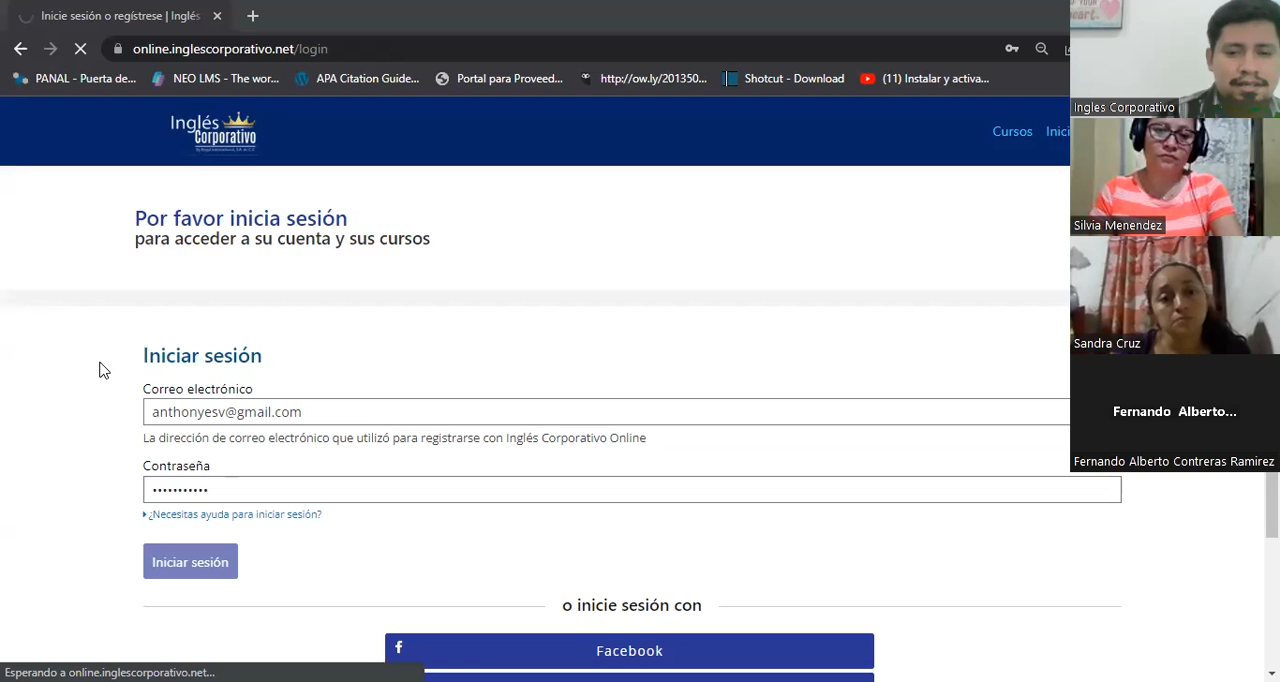 Inicie sesión o regístrese | Inglés
online.inglescorporativo.net/login
PANAL - Puerta de...
NEO LMS - The wor...
APA Citation Guide...
Portal para Proveed...
http://ow.ly/201350...
Shotcut - Download
(11) Instalar y activa...
Inglés
Corporativo
Cursos
Inici
Por favor inicia sesión
para acceder a su cuenta y sus cursos
Iniciar sesión
Correo electrónico
anthonyesv@gmail.com
La dirección de correo electrónico que utilizó para registrarse con Inglés Corporativo Online
Contraseña
¿Necesitas ayuda para iniciar sesión?
Iniciar sesión
o inicie sesión con
Facebook
Esperando a online.inglescorporativo.net...
heart.
Ingles Corporativo
Silvia Menendez
Sandra Cruz
Fernando Alberto...
Fernando Alberto Contreras Ramirez